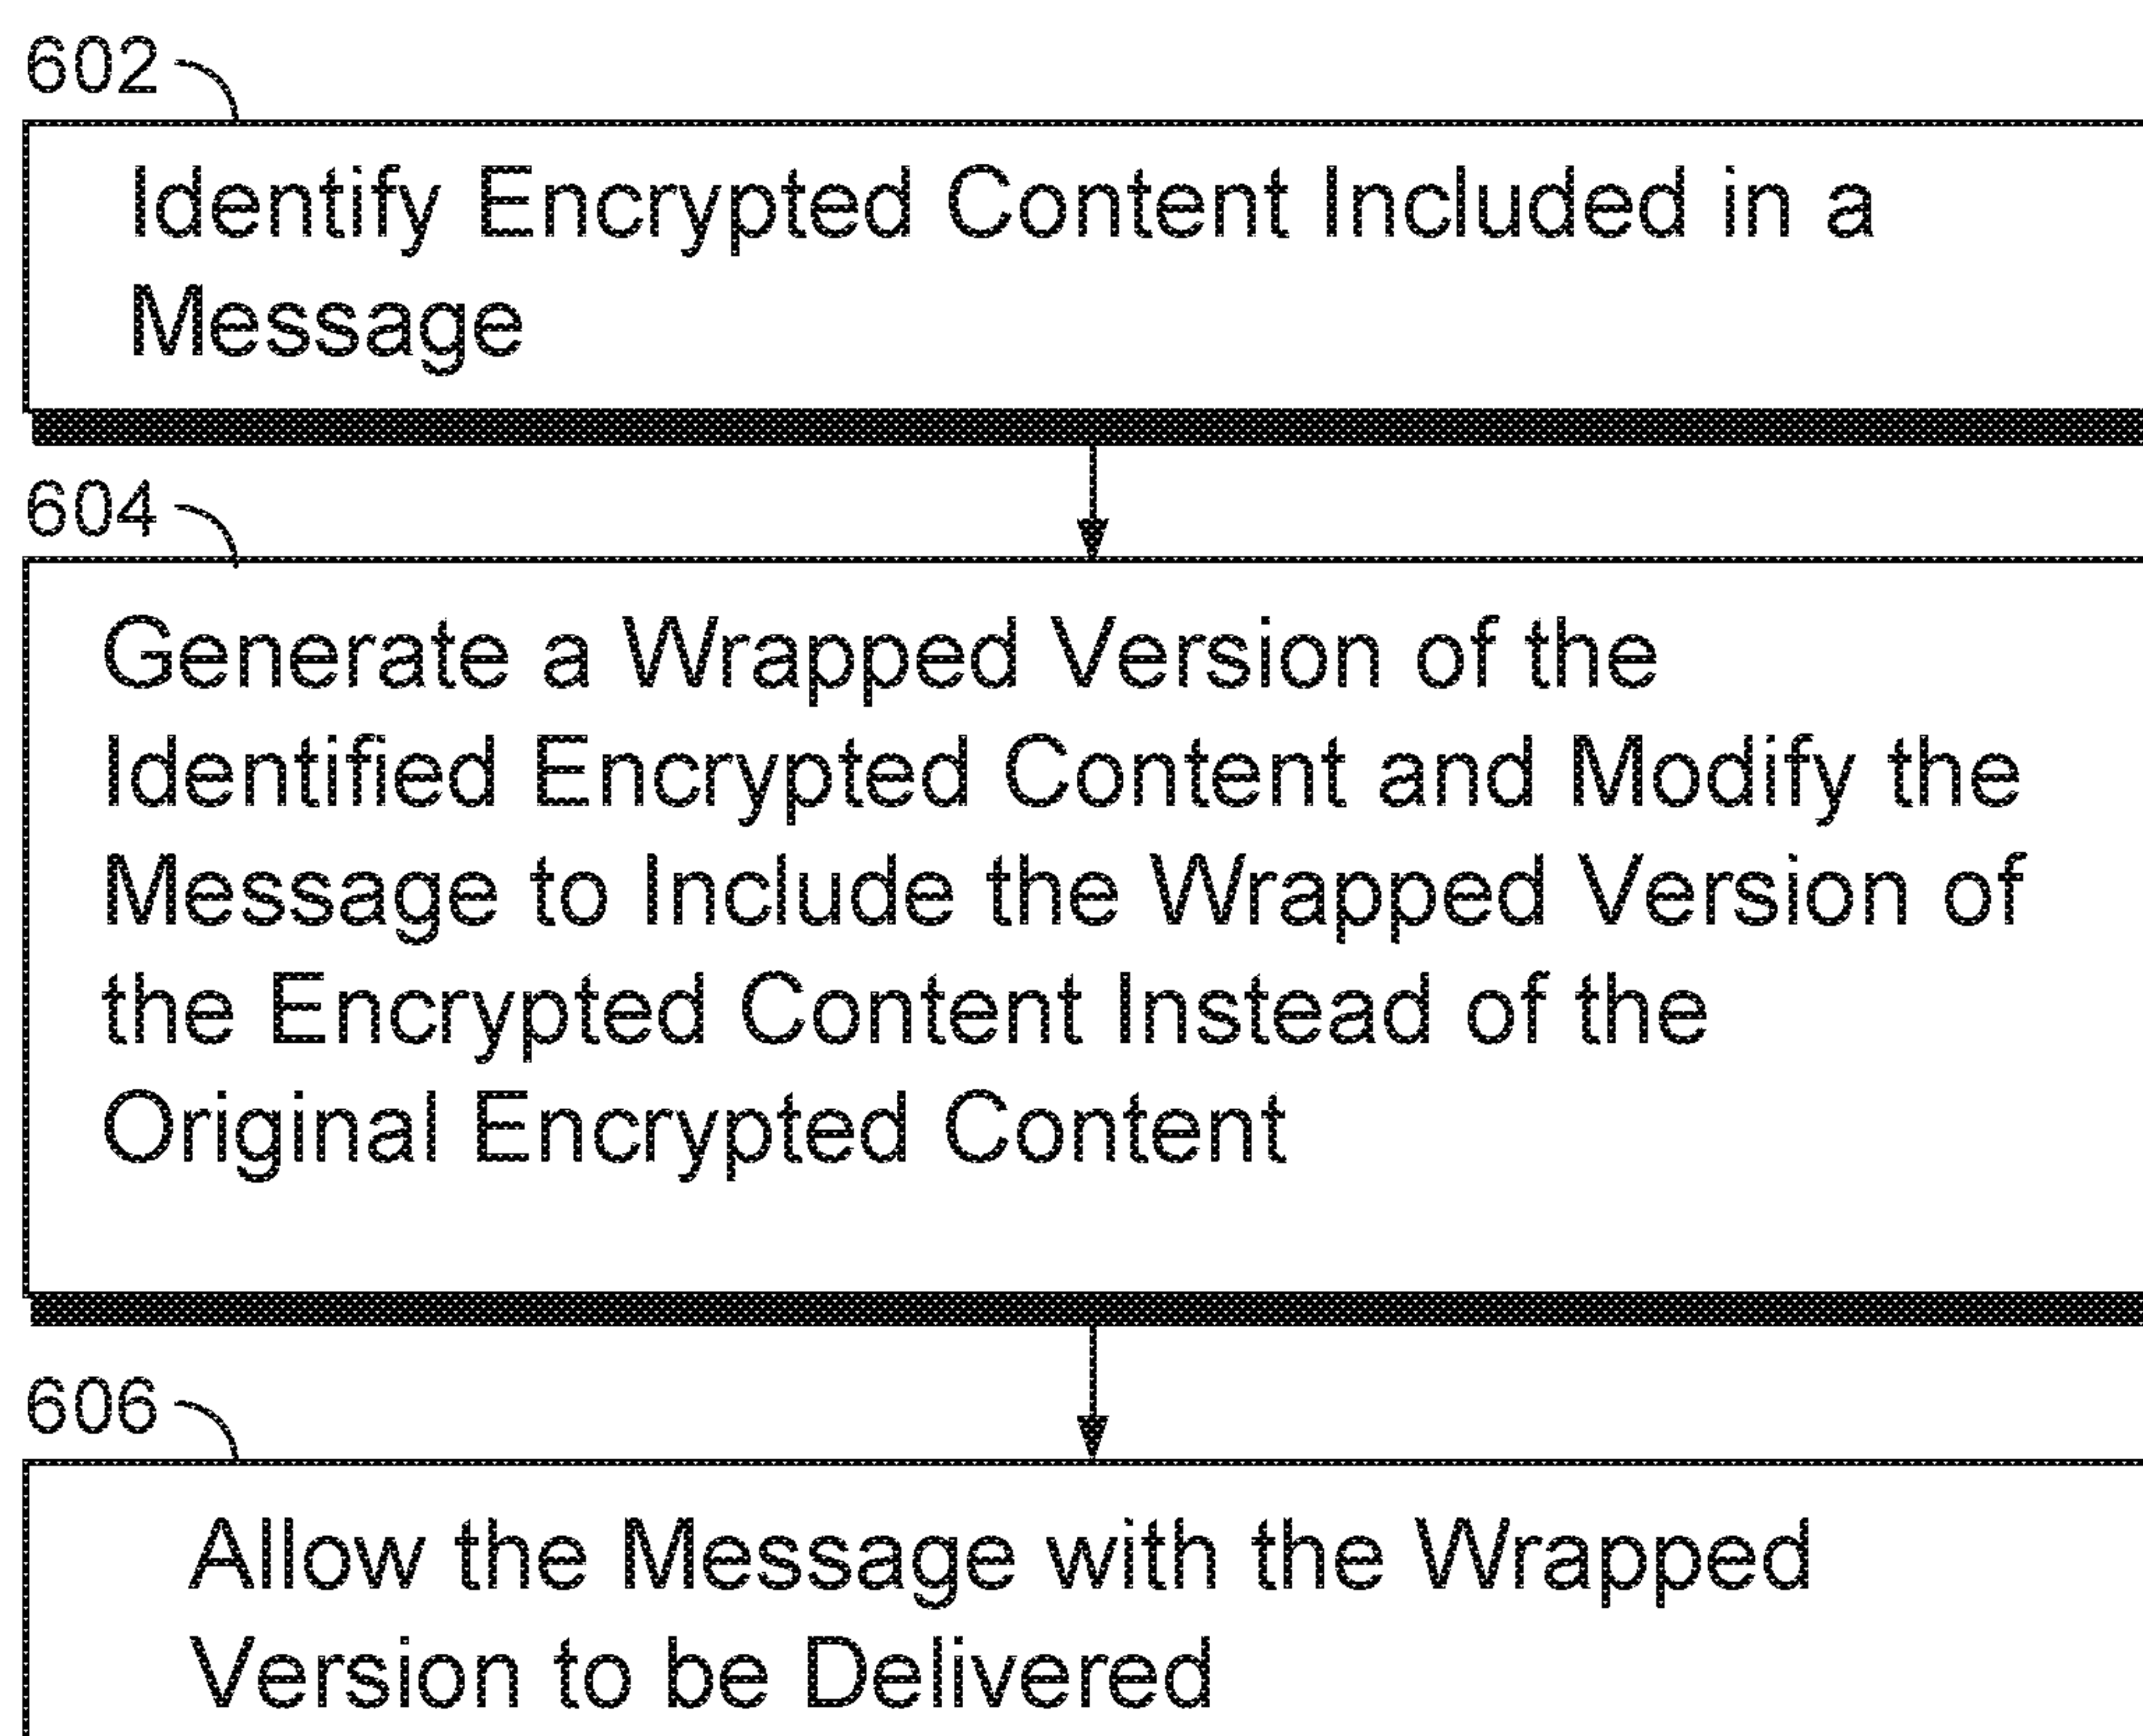 602
Identify Encrypted Content Included in a
Message
604
Generate a Wrapped Version of the
Identified Encrypted Content and Modify the
Message to Include the Wrapped Version of
the Encrypted Content Instead of the
Original Encrypted Content
606
Allow the Message with the Wrapped
Version to be Delivered